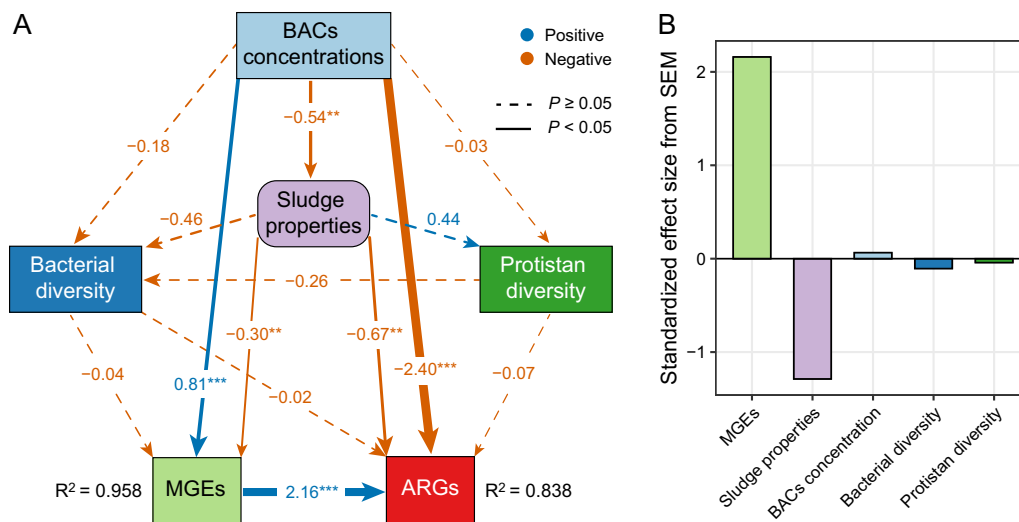 A
BACs
concentrations
Positive
Negative
P ≥ 0.05
P < 0.05
−0.54**
−0.18
−0.03
Sludge
properties
−0.46
0.44
Bacterial
diversity
Protistan
diversity
−0.26
−0.30**
−0.67**
−0.04
0.81***
−0.02
−2.40***
−0.07
R² = 0.958
MGEs
2.16***
ARGs
R² = 0.838
B
Standardized effect size from SEM
2
1
0
−1
MGEs
Sludge properties
BACs concentration
Bacterial diversity
Protistan diversity